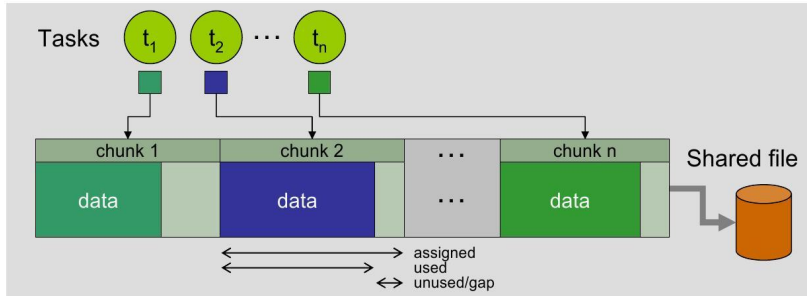 Tasks t1 t2 ··· tn
chunk 1 chunk 2 ··· chunk n
Shared file
data data ··· data
assigned
used
unused/gap